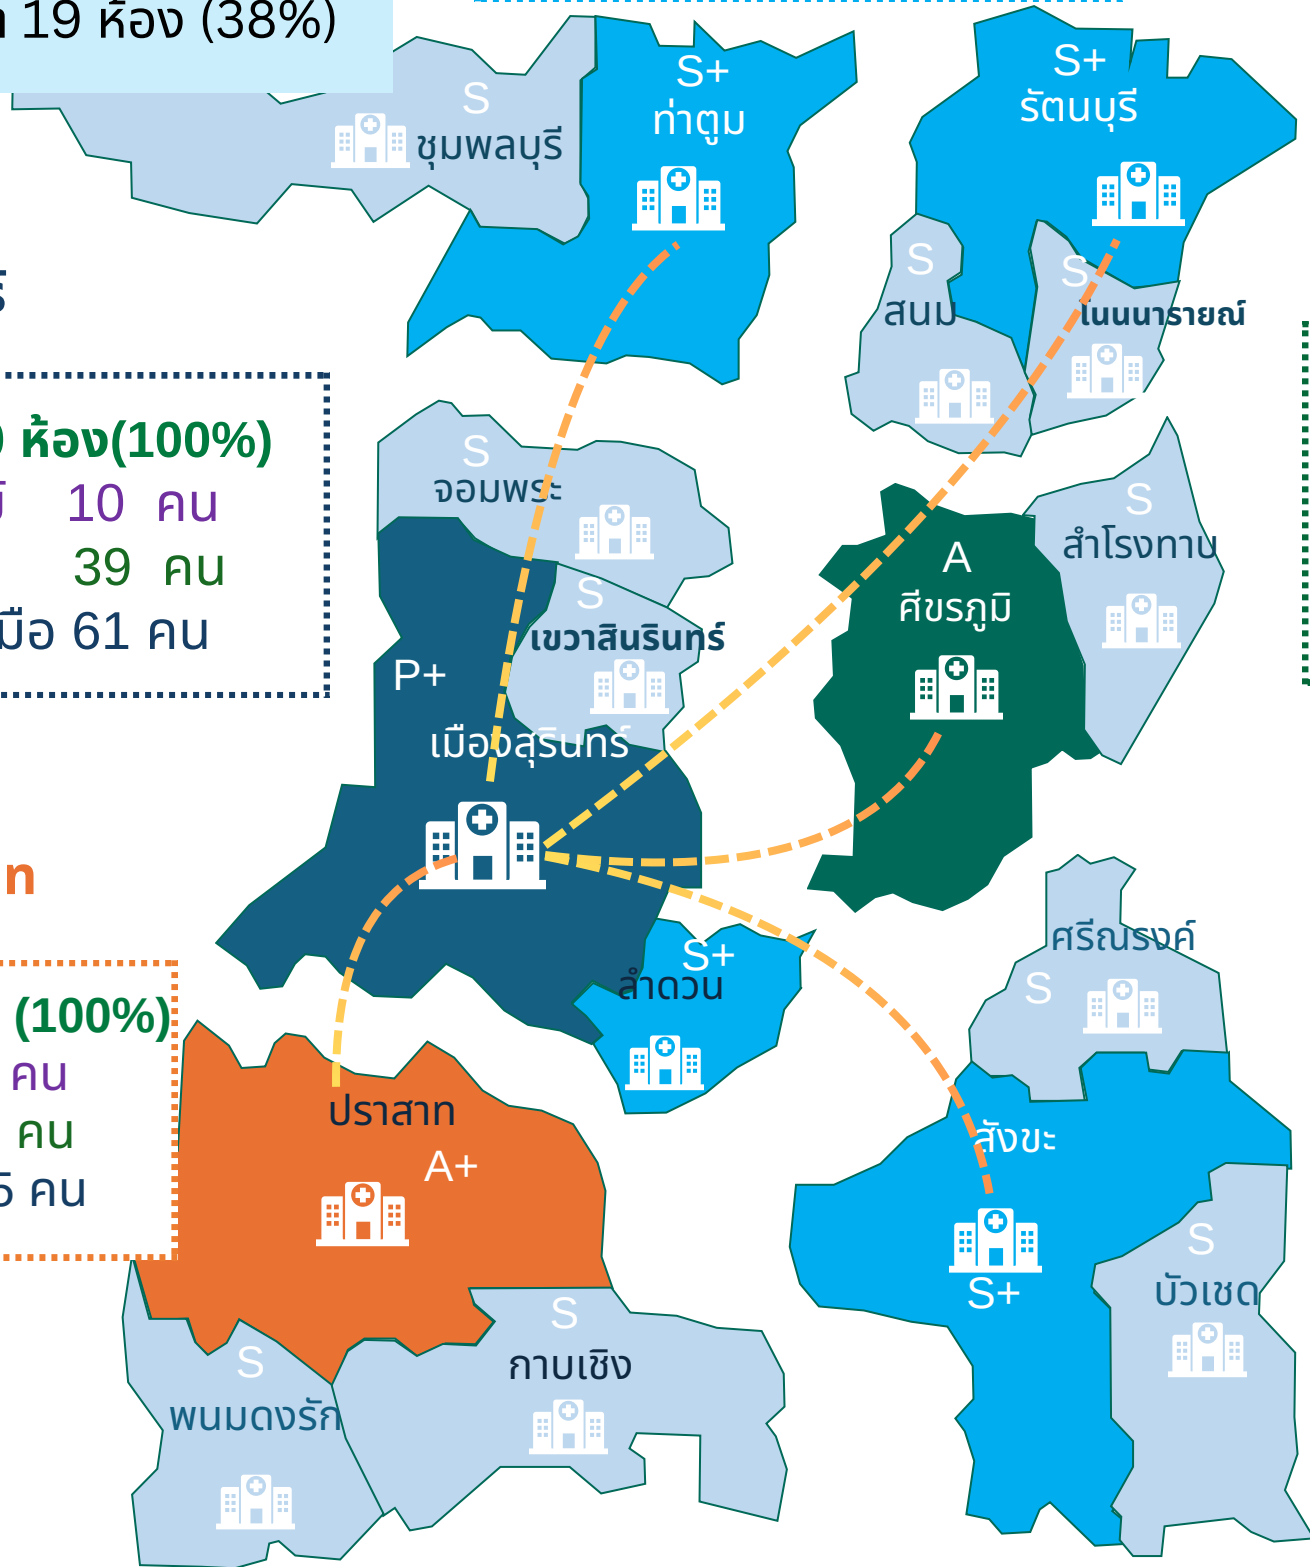 19 ห้อง (38%)
S+
ท่าตูม
S+
รัตนบุรี
S
ชุมพลบุรี
S
สนม
S
โนนนารายณ์
ห้อง(100%)
10 คน
39 คน
61 คน
S
จอมพระ
S
สำโรงทาบ
A
ศีขรภูมิ
S
เขวาสินรินทร์
P+
เมืองสุรินทร์
(100%)
คน
คน
5 คน
S+
ลำดวน
ศรีณรงค์
S
ปราสาท
A+
สังขะ
S+
S
บัวเชด
S
กาบเชิง
S
พนมดงรัก